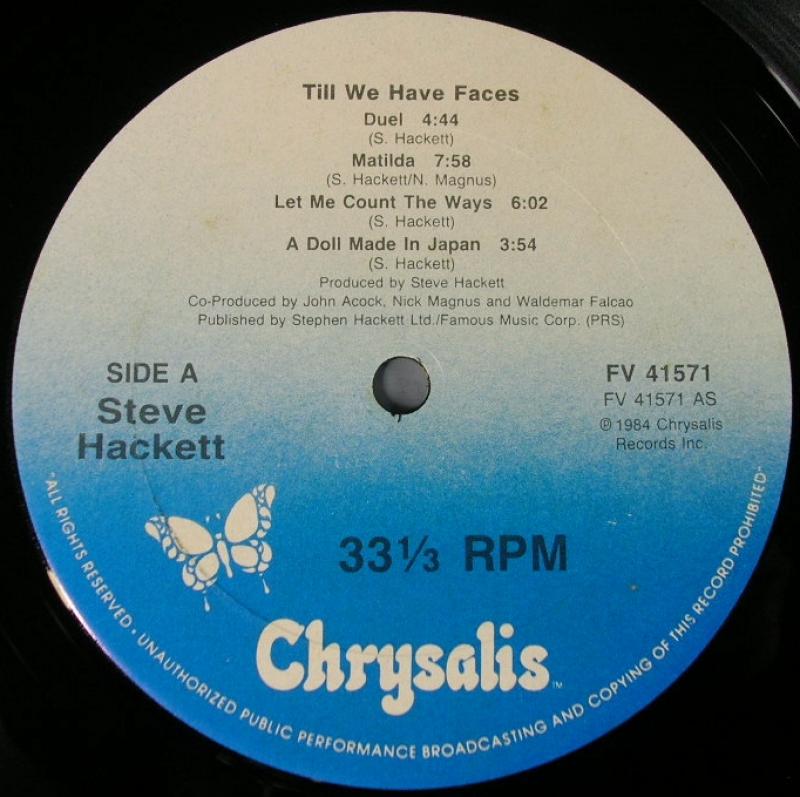 Till We Have Faces
Duel 4:44
(S. Hackett)
Matilda 7:58
(S. Hackett/N. Magnus)
Let Me Count The Ways 6:02
(S. Hackett)
A Doll Made In Japan 3:54
(S. Hackett)
Produced by Steve Hackett
Co-Produced by John Acock, Nick Magnus and Waldemar Falcao
Published by Stephen Hackett Ltd./Famous Music Corp. (PRS)
SIDE A
Steve
Hackett
FV 41571
FV 41571 AS
℗ 1984 Chrysalis
Records Inc.
33⅓ RPM
Chrysalis™
"ALL RIGHTS RESERVED. UNAUTHORIZED PUBLIC PERFORMANCE BROADCASTING AND COPYING OF THIS RECORD PROHIBITED"